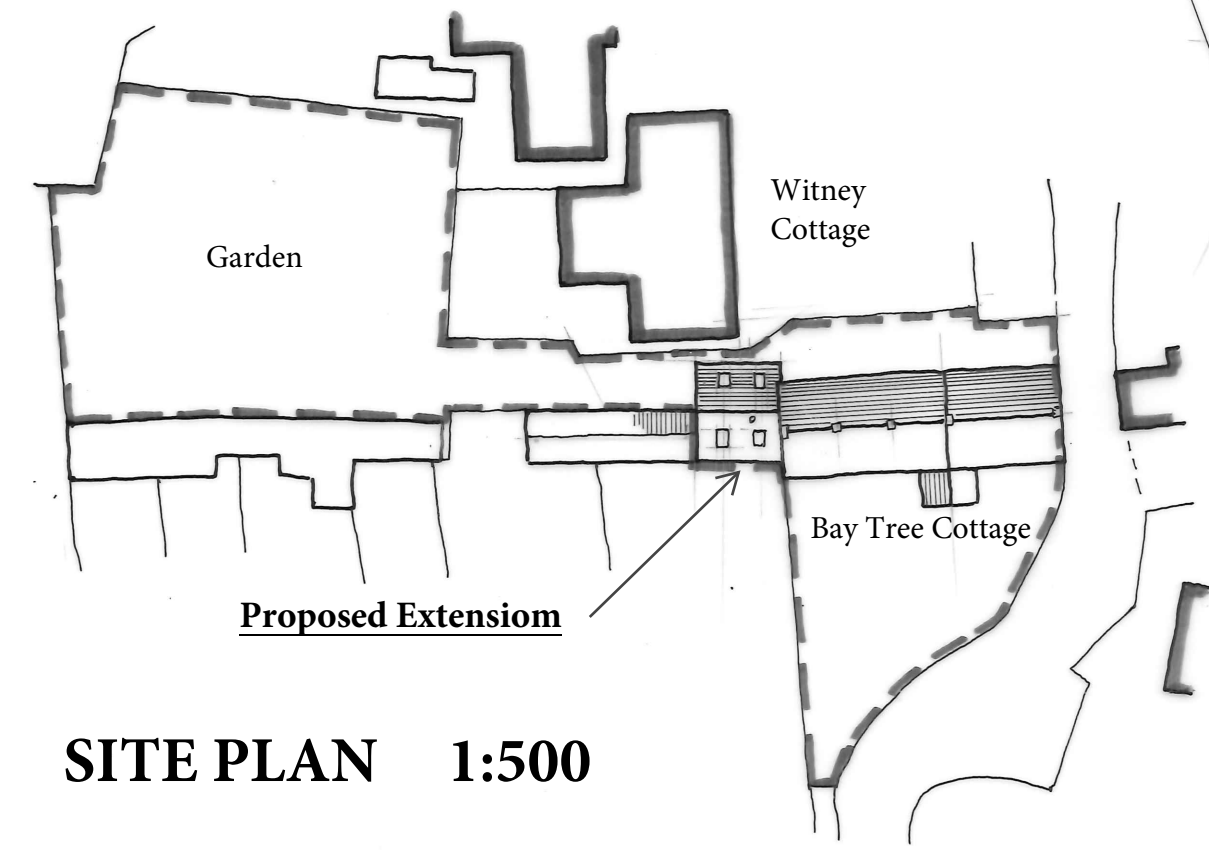 Witney
Cottage
Garden
Bay Tree Cottage
Proposed Extensiom
SITE PLAN 1:500